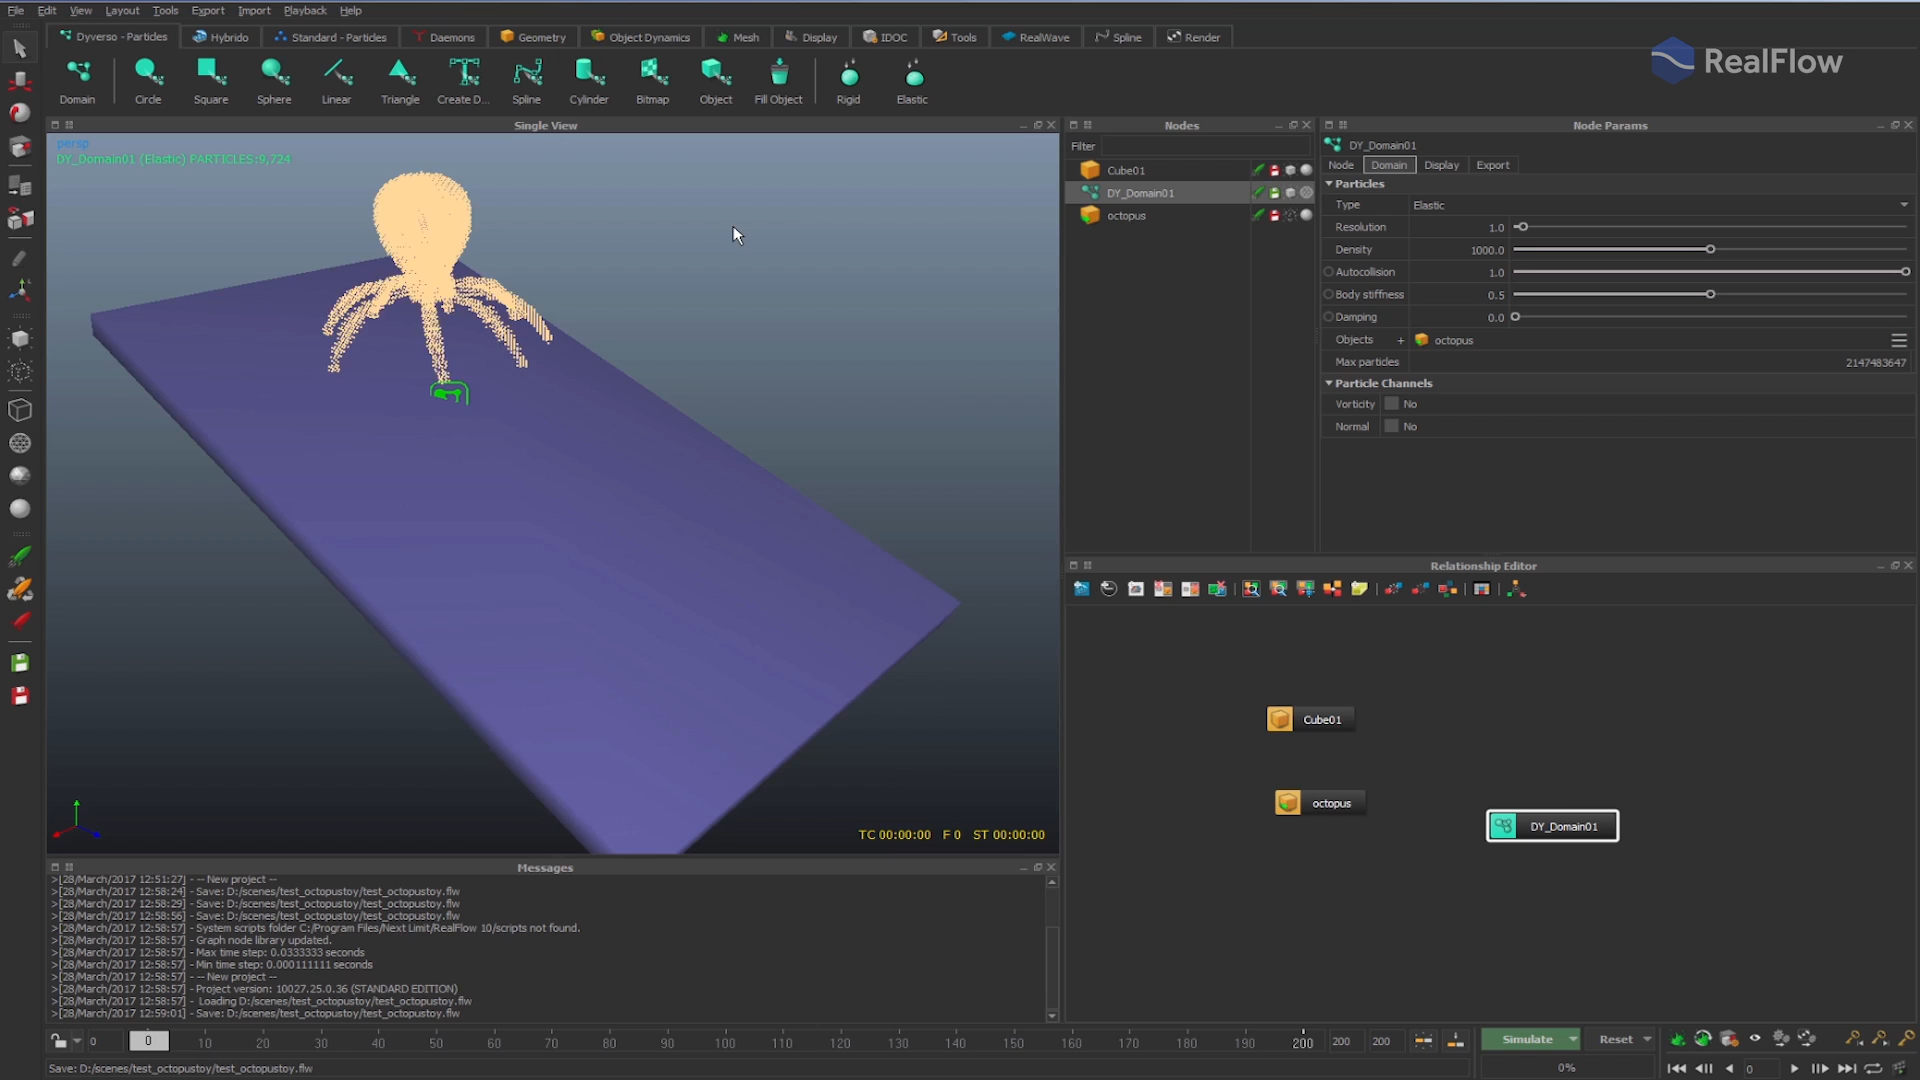 File Edit View Layout Tools Export Import Playback Help
Dyverso - Particles Hybrido Standard - Particles Daemons Geometry Object Dynamics Mesh Display IDOC Tools RealWave Spline Render
RealFlow
Domain Circle Square Sphere Linear Triangle Create D... Spline Cylinder Bitmap Object Fill Object Rigid Elastic
Single View
persp
DY_Domain01 (Elastic) PARTICLES:9,724
TC 00:00:00 F 0 ST 00:00:00
Nodes
Filter
Cube01
DY_Domain01
octopus
Node Params
DY_Domain01
Node Domain Display Export
Particles
Type Elastic
Resolution 1.0
Density 1000.0
Autocollision 1.0
Body stiffness 0.5
Damping 0.0
Objects + octopus
Max particles 2147483647
Particle Channels
Vorticity No
Normal No
Relationship Editor
Cube01
octopus
DY_Domain01
Messages
>[28/March/2017 12:51:27] - -- New project --
>[28/March/2017 12:58:24] - Save: D:/scenes/test_octopustoy/test_octopustoy.flw
>[28/March/2017 12:58:29] - Save: D:/scenes/test_octopustoy/test_octopustoy.flw
>[28/March/2017 12:58:56] - Save: D:/scenes/test_octopustoy/test_octopustoy.flw
>[28/March/2017 12:58:57] - System scripts folder C:/Program Files/Next Limit/RealFlow 10/scripts not found.
>[28/March/2017 12:58:57] - Graph node library updated.
>[28/March/2017 12:58:57] - Max time step: 0.0333333 seconds
>[28/March/2017 12:58:57] - Min time step: 0.000111111 seconds
>[28/March/2017 12:58:57] - -- New project --
>[28/March/2017 12:58:57] - Project version: 10027.25.0.36 (STANDARD EDITION)
>[28/March/2017 12:58:57] - Loading D:/scenes/test_octopustoy/test_octopustoy.flw
>[28/March/2017 12:59:01] - Save: D:/scenes/test_octopustoy/test_octopustoy.flw
0 0 10 20 30 40 50 60 70 80 90 100 110 120 130 140 150 160 170 180 190 200 200 200
Simulate Reset
Save: D:/scenes/test_octopustoy/test_octopustoy.flw
0%
0